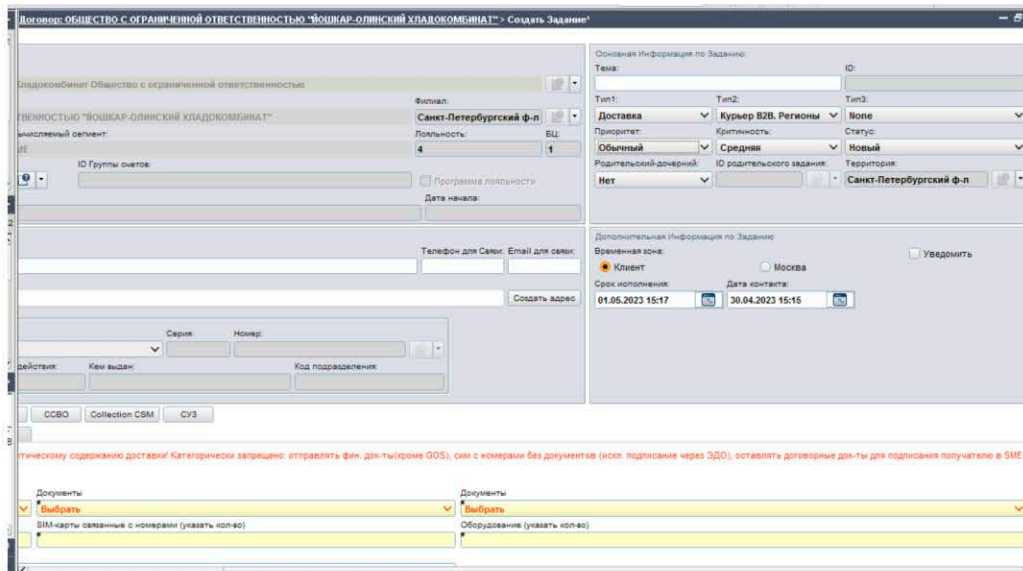 Договор: ОБЩЕСТВО С ОГРАНИЧЕННОЙ ОТВЕТСТВЕННОСТЬЮ "ЙОШКАР-ОЛИНСКИЙ ХЛАДОКОМБИНАТ" > Создать Задание*
Хладокомбинат Общество с ограниченной ответственностью
Филиал:
ВЕННОСТЬЮ "ЙОШКАР-ОЛИНСКИЙ ХЛАДОКОМБИНАТ"
Санкт-Петербургский ф-л
ычисляемый сегмент:
Лояльность:
БЦ:
ME
4
1
ID Группы счетов:
Программа лояльности
Дата начала:
Основная Информация по Заданию:
Тема:
ID:
Тип1:
Тип2:
Тип3:
Доставка
Курьер B2B. Регионы
None
Приоритет:
Критичность:
Статус:
Обычный
Средняя
Новый
Родительский-дочерний:
ID родительского задания:
Территория:
Нет
Санкт-Петербургский ф-л
Телефон для Связи:
Email для связи:
Создать адрес
Дополнительная Информация по Заданию
Временная зона:
Уведомить
Клиент
Москва
Срок исполнения:
Дата контакта:
01.05.2023 15:17
30.04.2023 15:15
Серия:
Номер:
действия:
Кем выдан:
Код подразделения:
ССВО
Collection CSM
СУЗ
ктическому содержанию доставки! Категорически запрещено: отправлять фин. док-ты(кроме GOS), сим с номерами без документов (искл. подписание через ЭДО), оставлять договорные док-ты для подписания получателю в SME
Документы
Документы
Выбрать
Выбрать
SIM-карты связанные с номерами (указать кол-во)
Оборудование (указать кол-во)